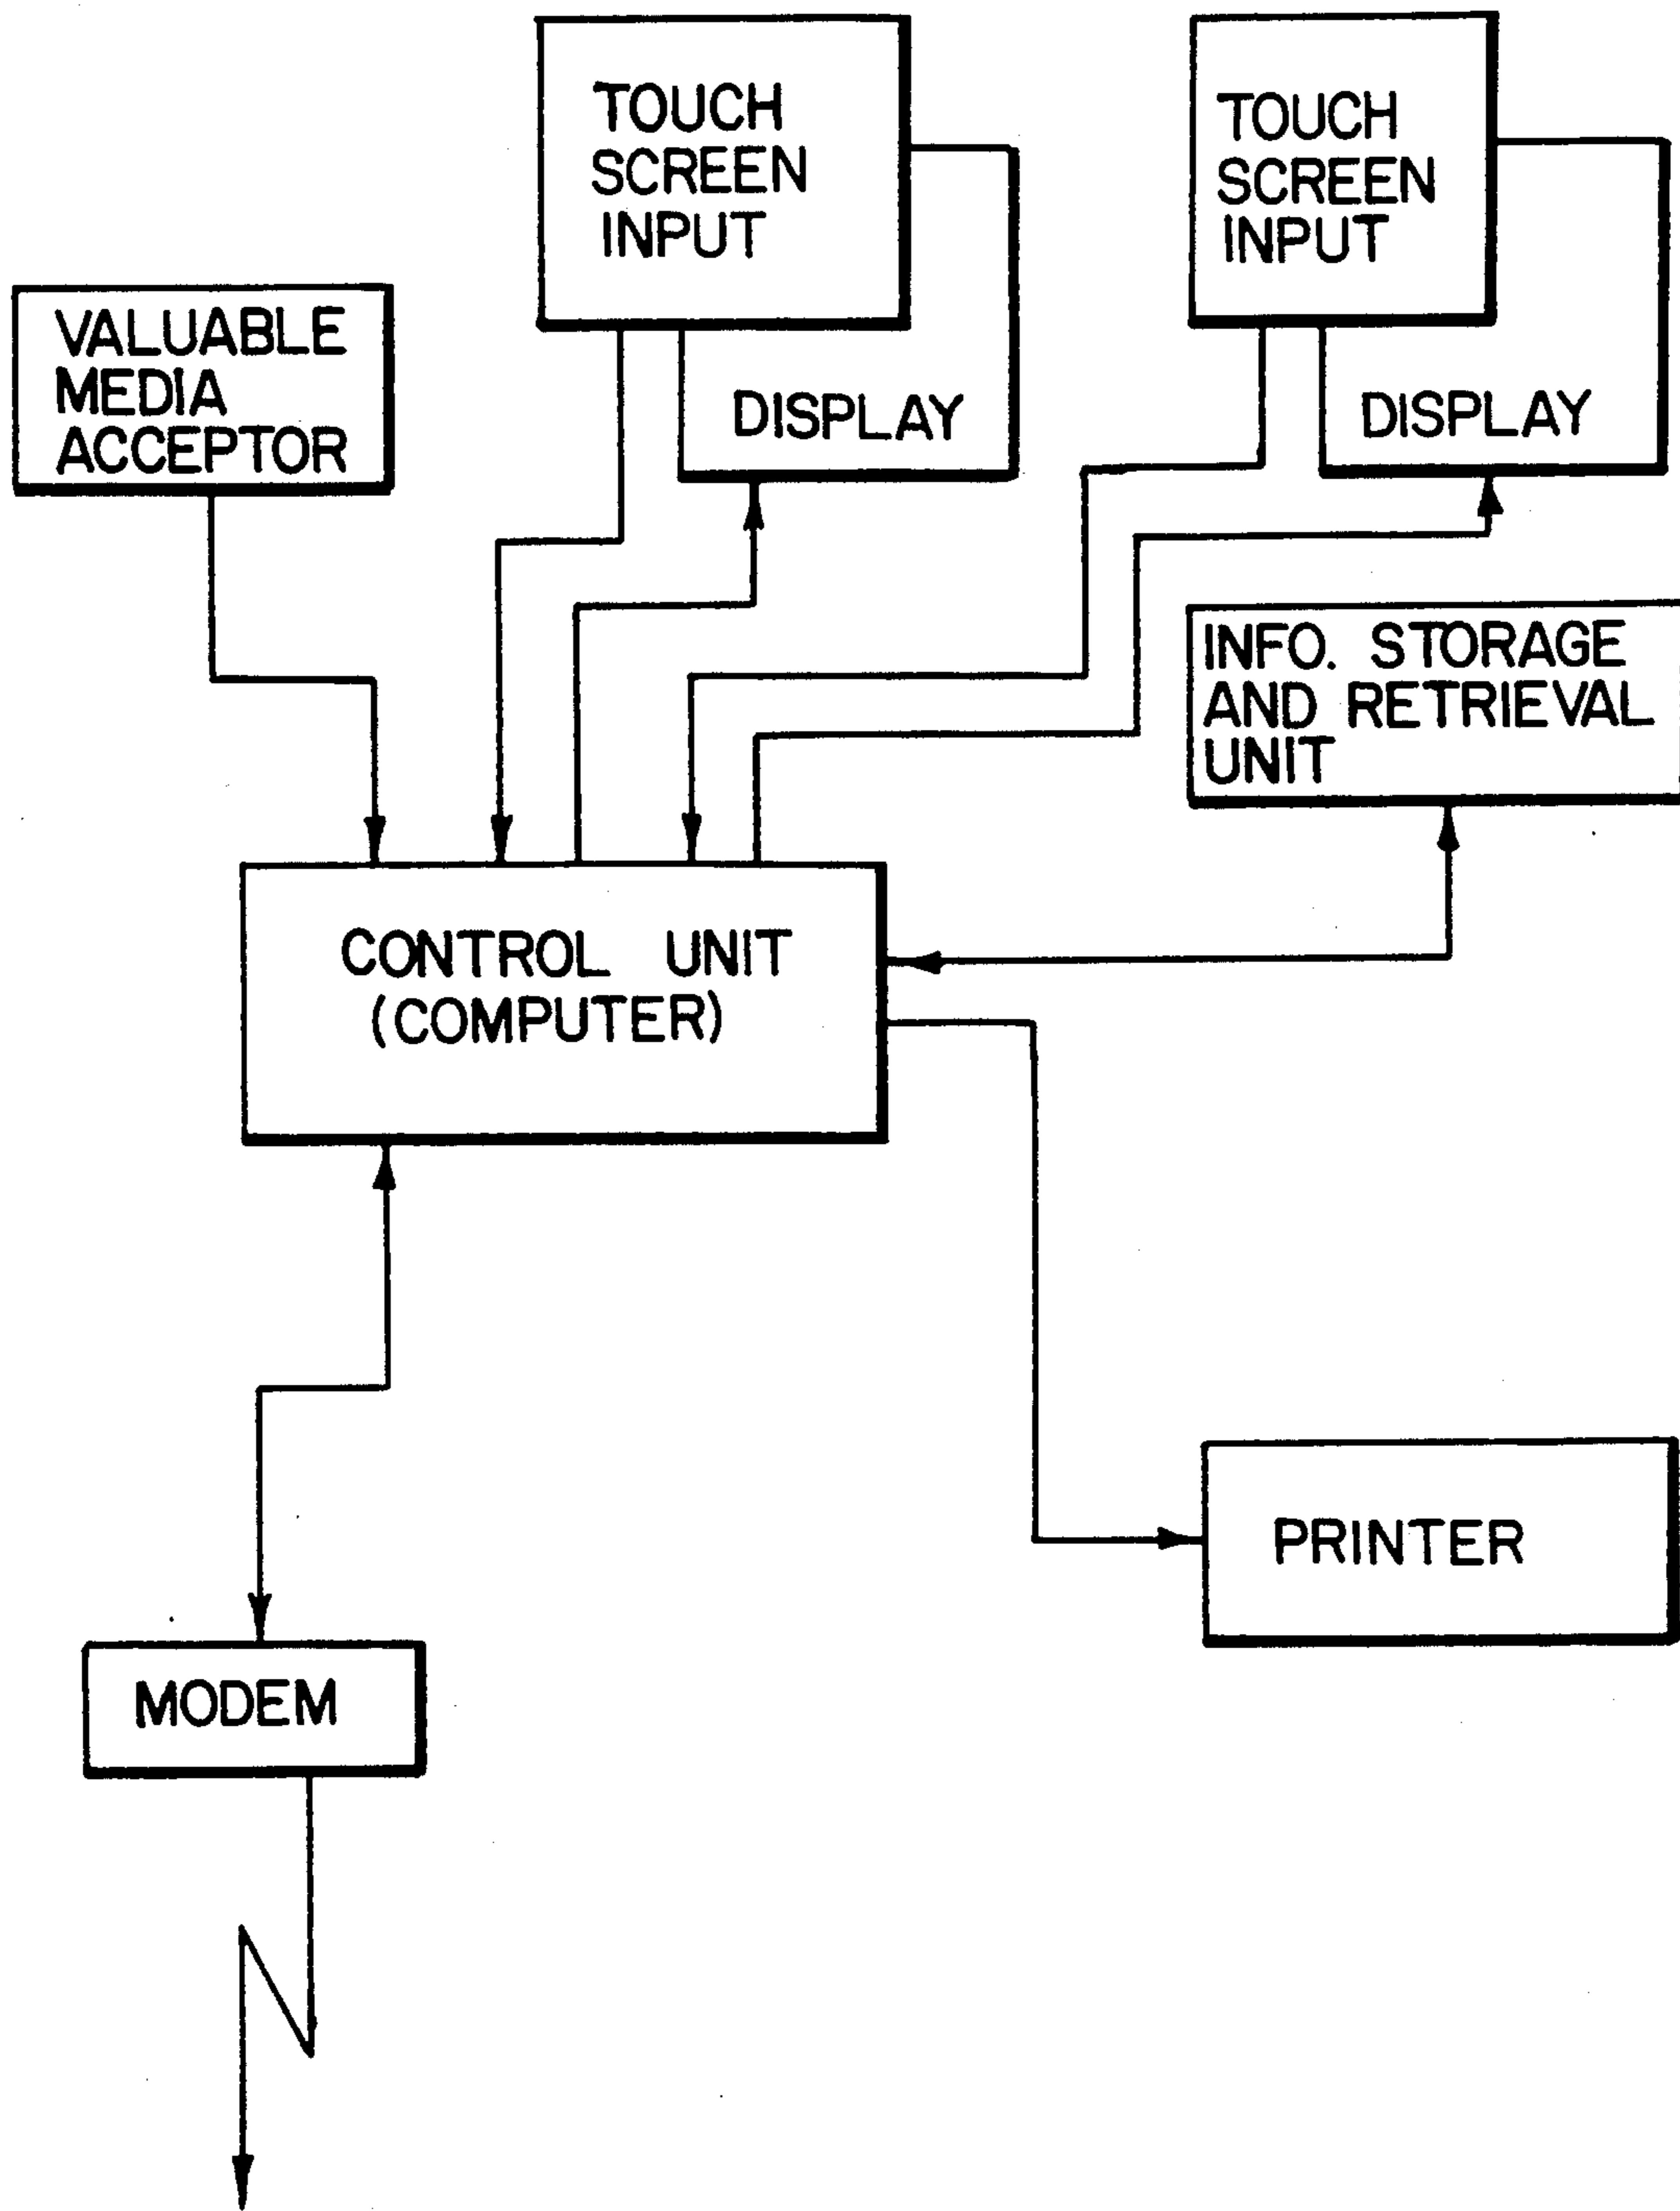 TOUCH
SCREEN
INPUT
DISPLAY
TOUCH
SCREEN
INPUT
DISPLAY
VALUABLE
MEDIA
ACCEPTOR
INFO. STORAGE
AND RETRIEVAL
UNIT
CONTROL UNIT
(COMPUTER)
PRINTER
MODEM